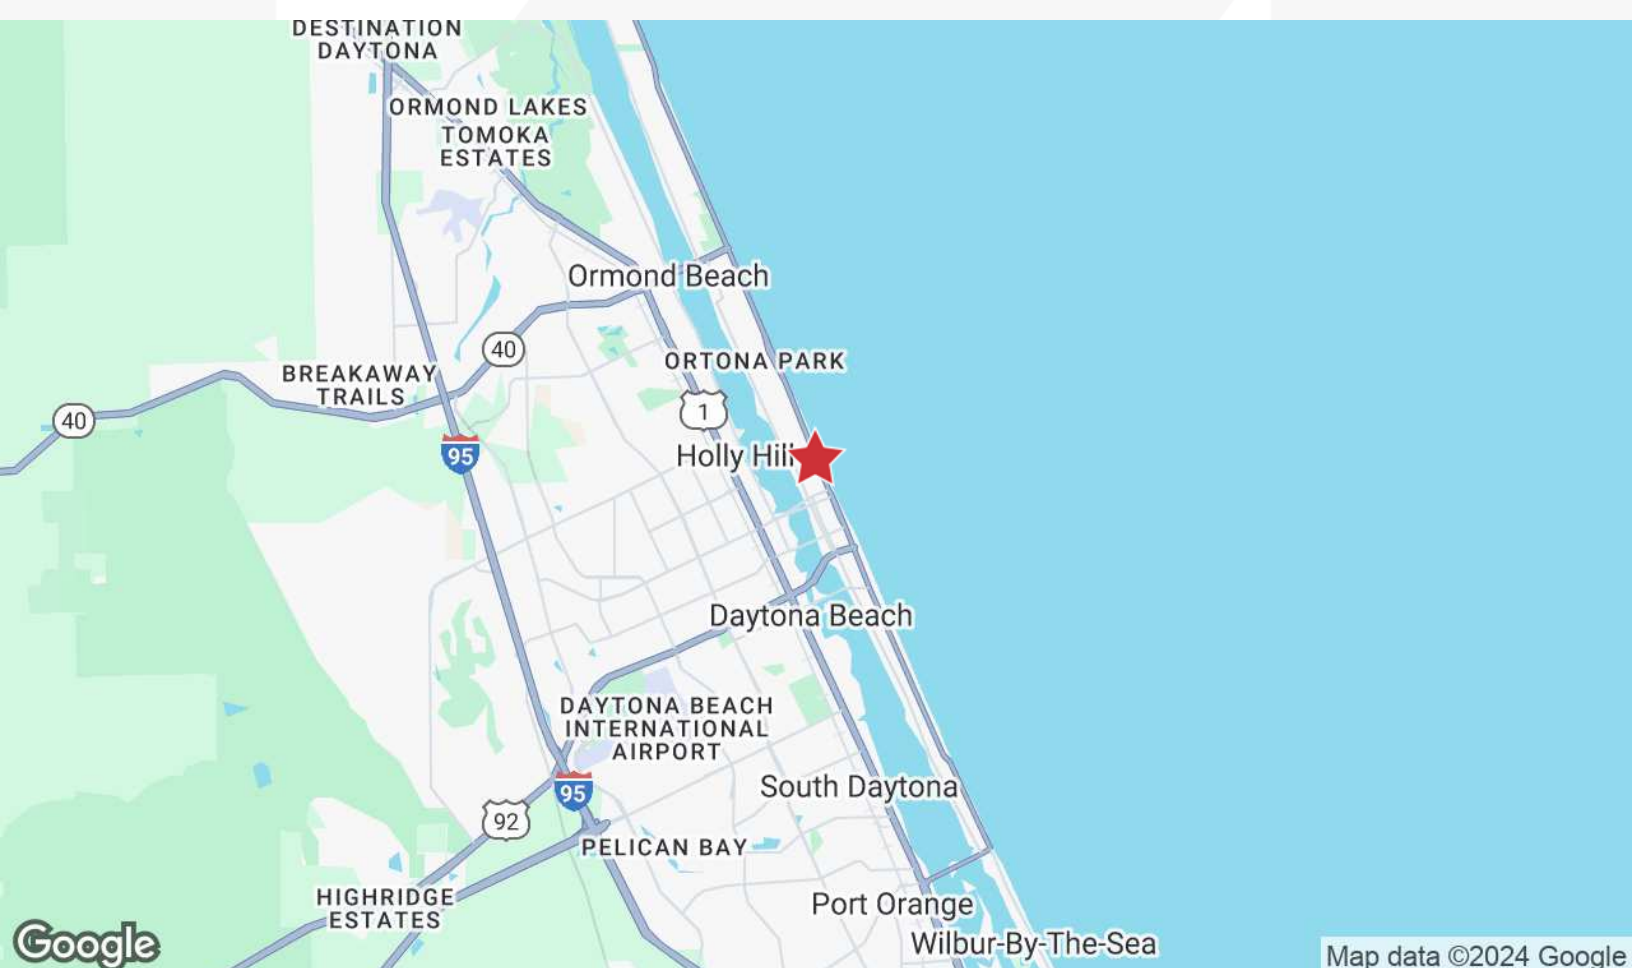 DESTINATION
DAYTONA
ORMOND LAKES
TOMOKA
ESTATES
Ormond Beach
40
ORTONA PARK
BREAKAWAY
TRAILS
40
1
95
Holly Hill
Daytona Beach
DAYTONA BEACH
INTERNATIONAL
AIRPORT
95
South Daytona
92
PELICAN BAY
HIGHRIDGE
ESTATES
Port Orange
Wilbur-By-The-Sea
Google
Map data ©2024 Google